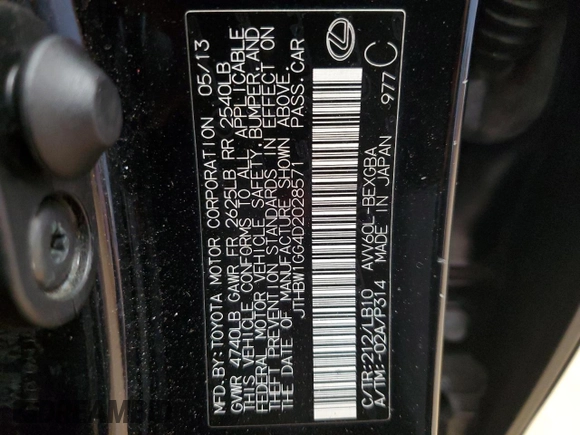 MFD.BY:TOYOTA MOTOR CORPORATION 05/13
GVWR 4740LB GAWR FR 2625LB RR 2540LB
THIS VEHICLE CONFORMS TO ALL APPLICABLE
FEDERAL MOTOR VEHICLE SAFETY,BUMPER,AND
THEFT PREVENTION STANDARDS IN EFFECT ON
THE DATE OF MANUFACTURE SHOWN ABOVE.
JTHBW1GG4D2028571 PASS.CAR
C/TR:212/LB10 AVV60L-BEXGBA
A/TM-02A/P314 MADE IN JAPAN 977 C